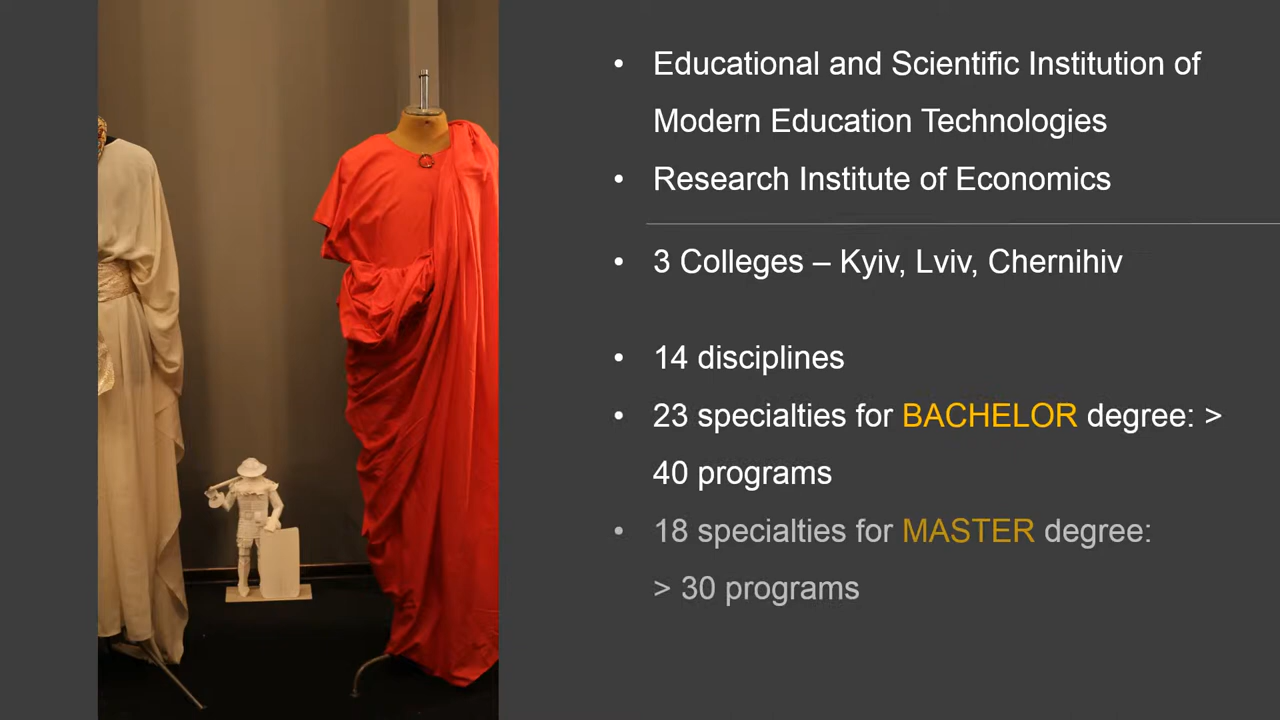 • Educational and Scientific Institution of
Modern Education Technologies
• Research Institute of Economics
• 3 Colleges – Kyiv, Lviv, Chernihiv
• 14 disciplines
• 23 specialties for BACHELOR degree: >
40 programs
• 18 specialties for MASTER degree:
> 30 programs